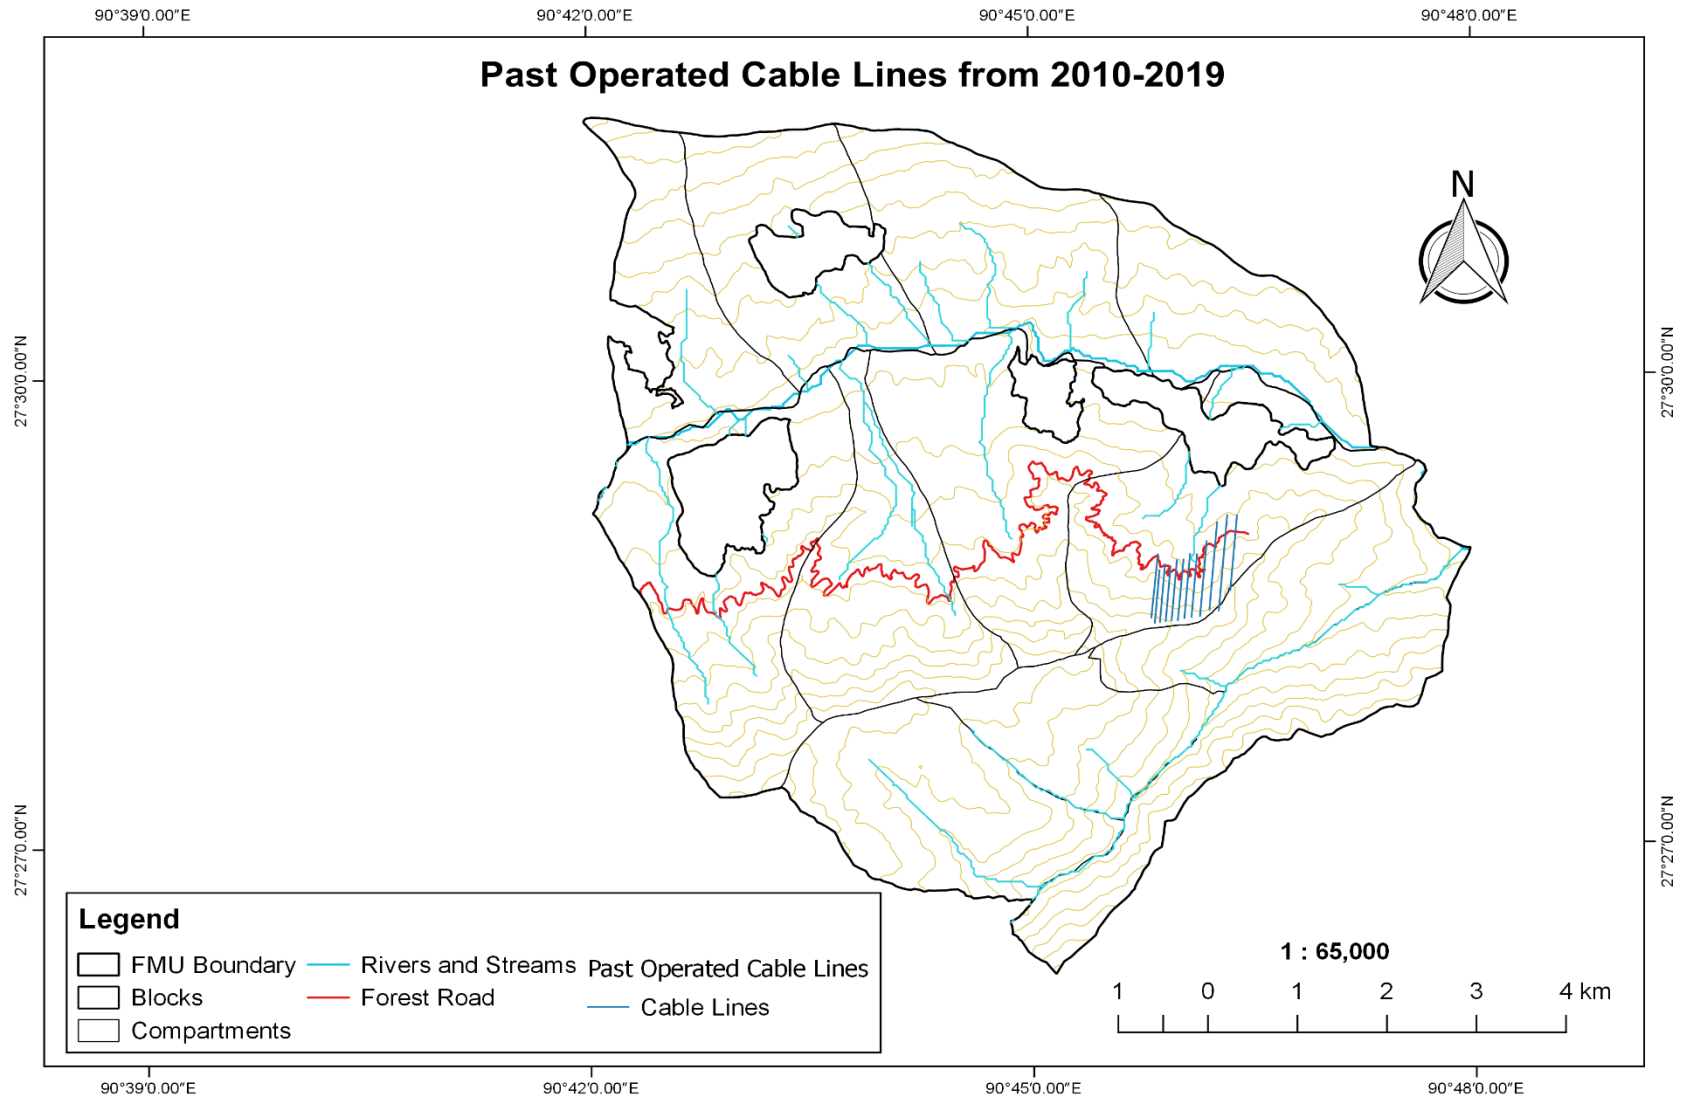 90°39'0.00"E 90°42'0.00"E 90°45'0.00"E 90°48'0.00"E
Past Operated Cable Lines from 2010-2019
N
27°30'0.00"N 27°30'0.00"N
27°27'0.00"N 27°27'0.00"N
Legend
FMU Boundary
Blocks
Compartments
Rivers and Streams
Forest Road
Past Operated Cable Lines
Cable Lines
1 : 65,000
1 0 1 2 3 4 km
90°39'0.00"E 90°42'0.00"E 90°45'0.00"E 90°48'0.00"E